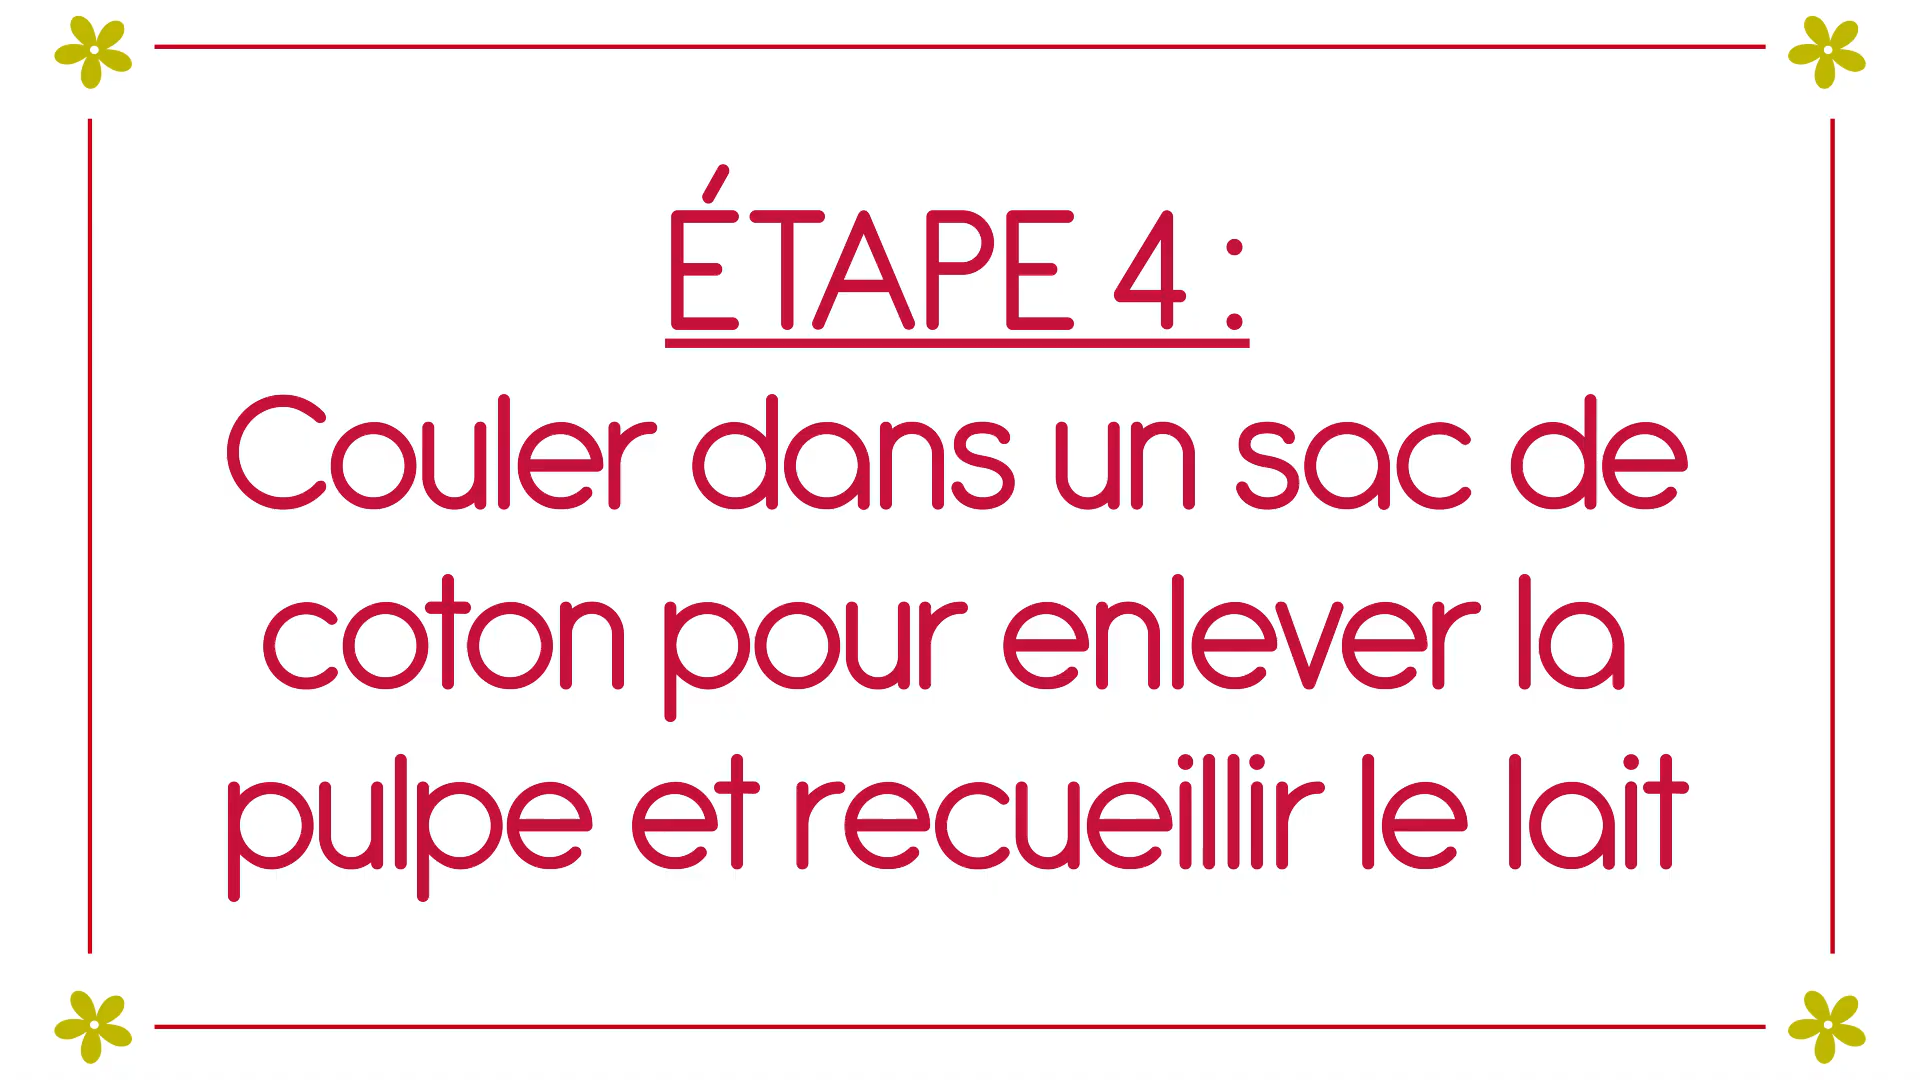 ÉTAPE 4 :
Couler dans un sac de
coton pour enlever la
pulpe et recueillir le lait